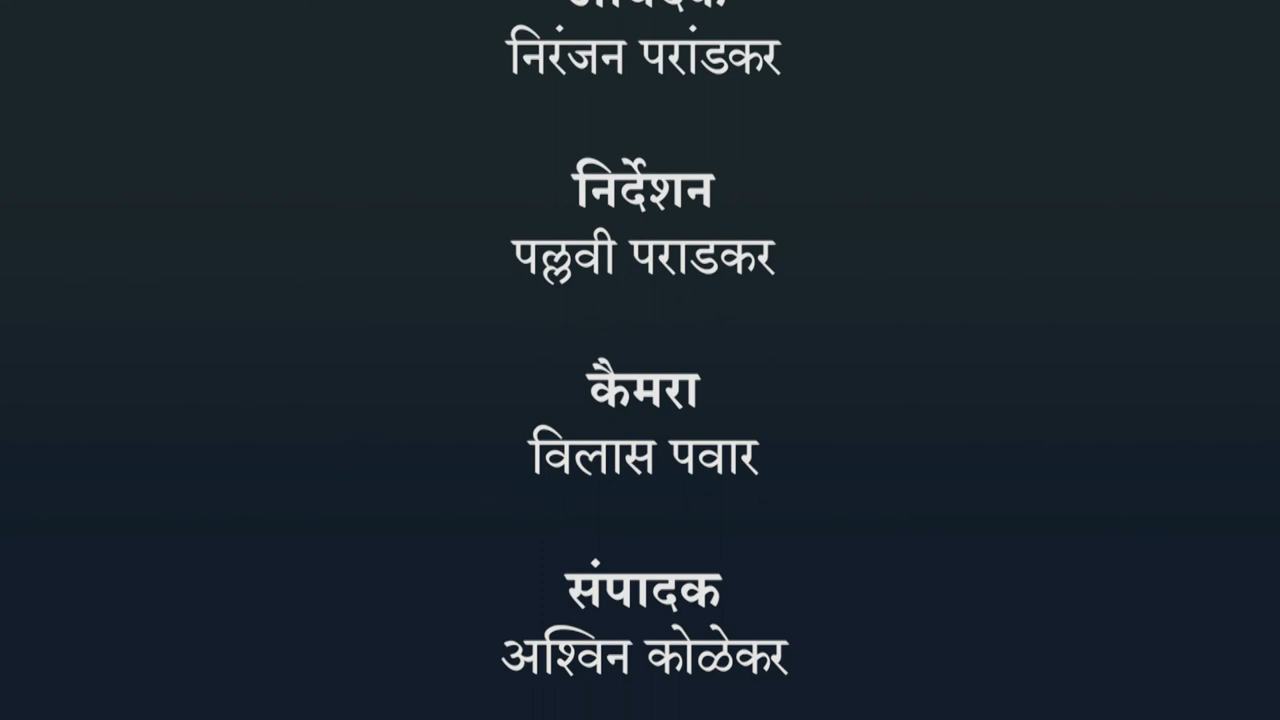 निरंजन परांडकर
निर्देशन
पल्लवी पराडकर
कैमरा
विलास पवार
संपादक
अश्विन कोळेकर